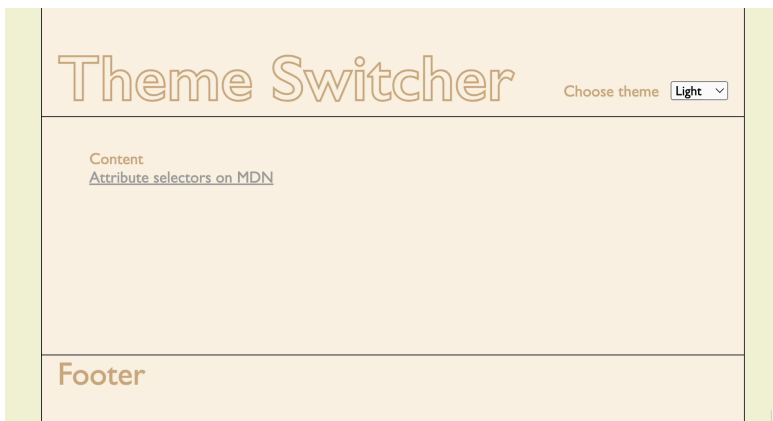 Theme Switcher
Choose theme Light
Content
Attribute selectors on MDN
Footer